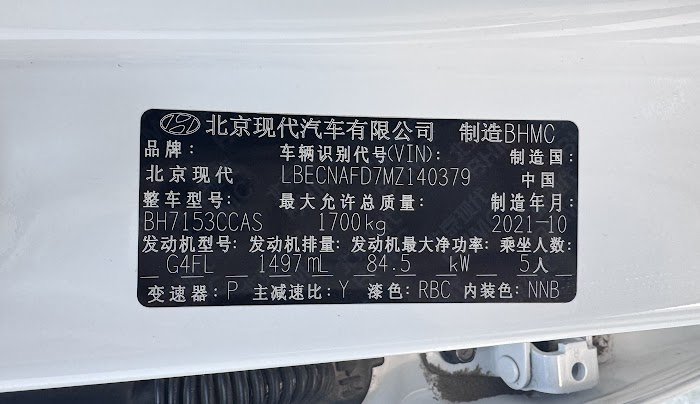 北京现代汽车有限公司 制造BHMC
品牌: 车辆识别代号(VIN): 制造国:
北京现代 LBECNAFD7MZ140379 中国
整车型号: 最大允许总质量: 制造年月:
BH7153CCAS 1700kg 2021-10
发动机型号: 发动机排量: 发动机最大净功率: 乘坐人数:
G4FL 1497mL 84.5 kW 5人
变速器: P 主减速比: Y 漆色: RBC 内装色: NNB